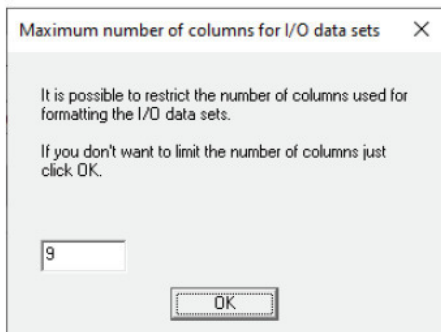 Maximum number of columns for I/O data sets
It is possible to restrict the number of columns used for
formatting the I/O data sets.
If you don't want to limit the number of columns just
click OK.
9
OK